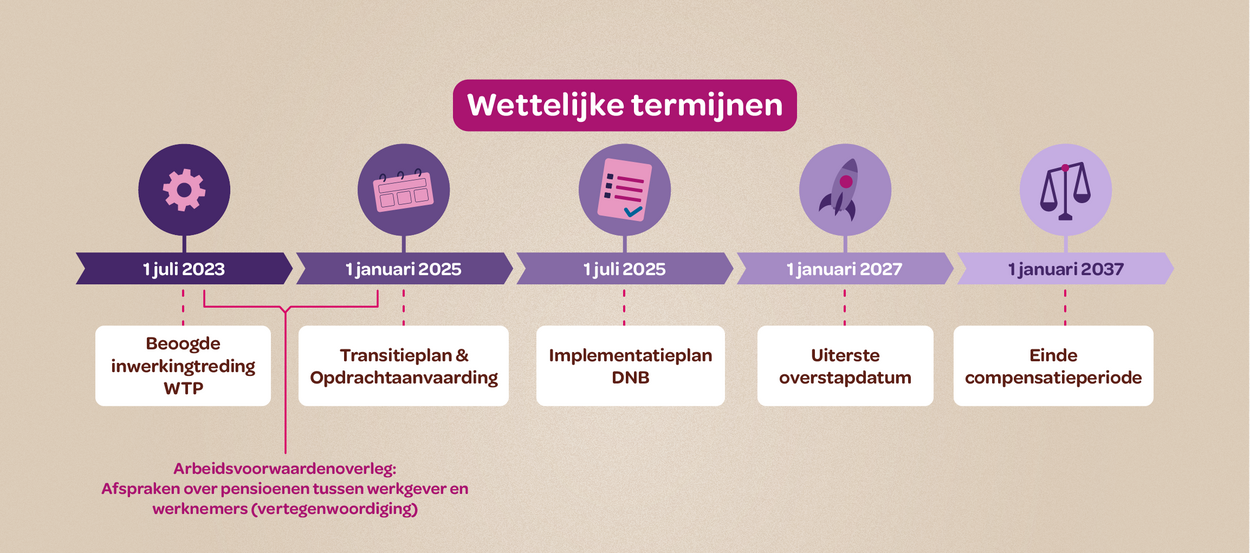 Wettelijke termijnen
1 juli 2023
1 januari 2025
1 juli 2025
1 januari 2027
1 januari 2037
Beoogde
inwerkingtreding
WTP
Transitieplan &
Opdrachtaanvaarding
Implementatieplan
DNB
Uiterste
overstapdatum
Einde
compensatieperiode
Arbeidsvoorwaardenoverleg:
Afspraken over pensioenen tussen werkgever en
werknemers (vertegenwoordiging)